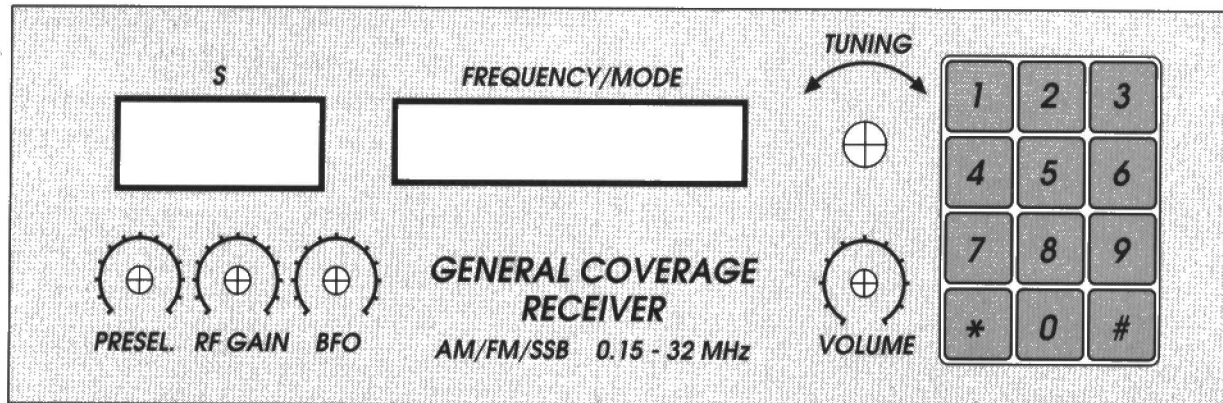 S
FREQUENCY/MODE
TUNING
1 2 3
4 5 6
7 8 9
* 0 #
PRESEL. RF GAIN BFO
GENERAL COVERAGE
RECEIVER
AM/FM/SSB 0.15 - 32 MHz
VOLUME